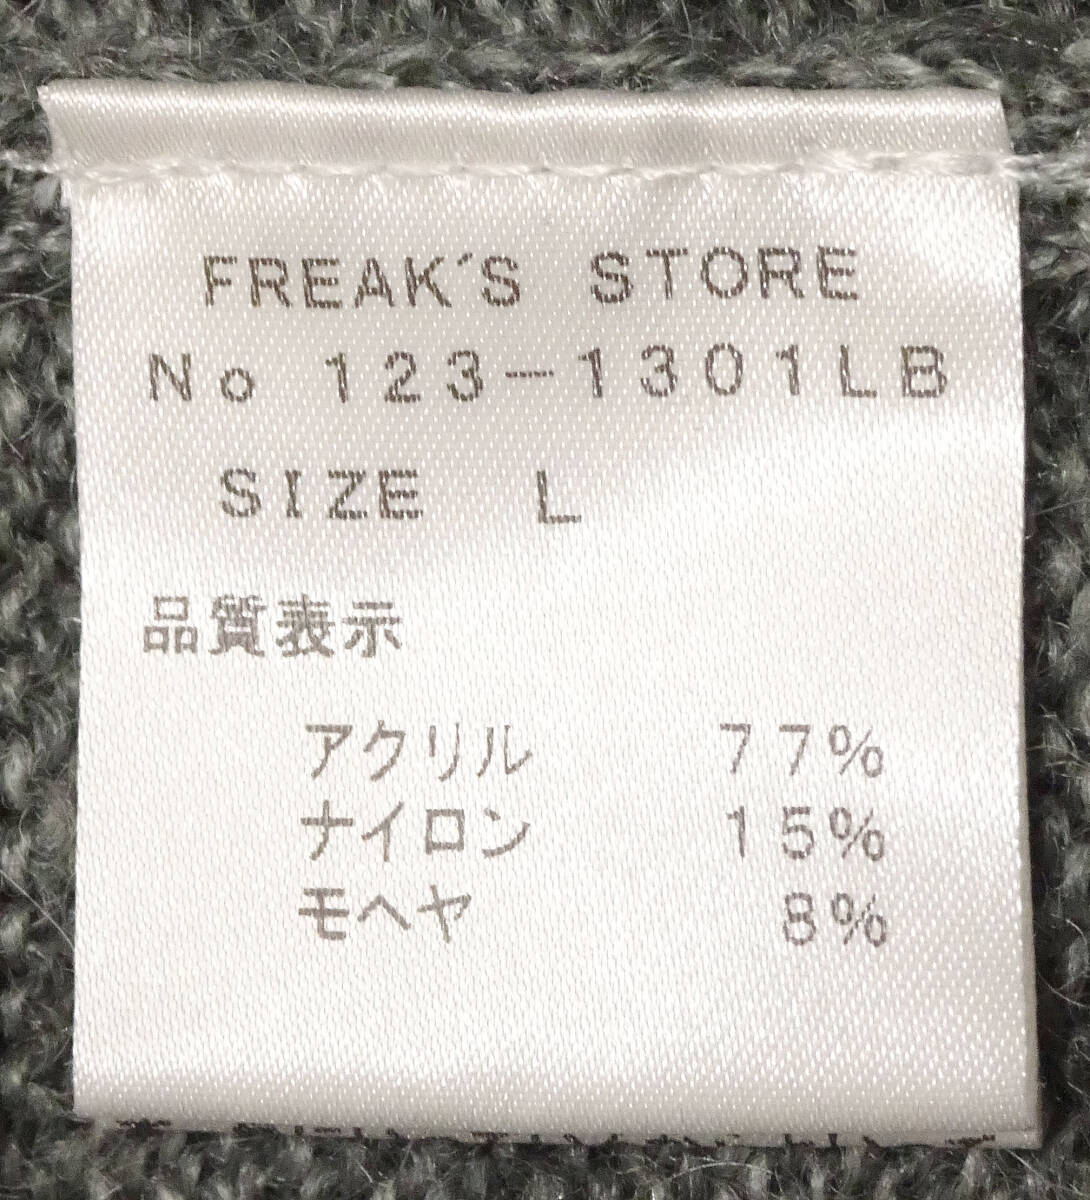 FREAK'S STORE
No 123-1301LB
SIZE L
品質表示
アクリル 77%
ナイロン 15%
モヘヤ 8%